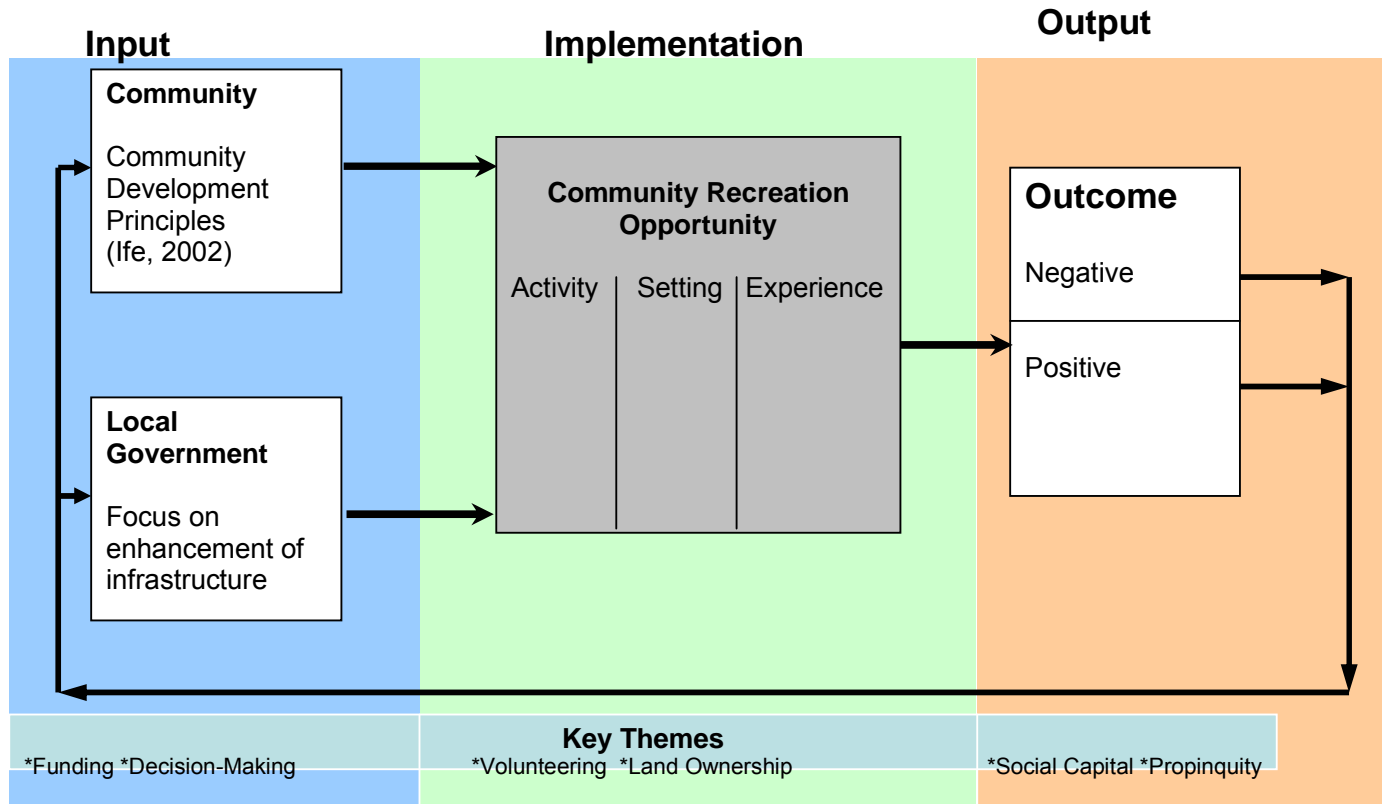 Input
Implementation
Output
Community
Community
Development
Principles
(Ife, 2002)
Local
Government
Focus on
enhancement of
infrastructure
Community Recreation
Opportunity
Activity Setting Experience
Outcome
Negative
Positive
Key Themes
*Funding *Decision-Making
*Volunteering *Land Ownership
*Social Capital *Propinquity